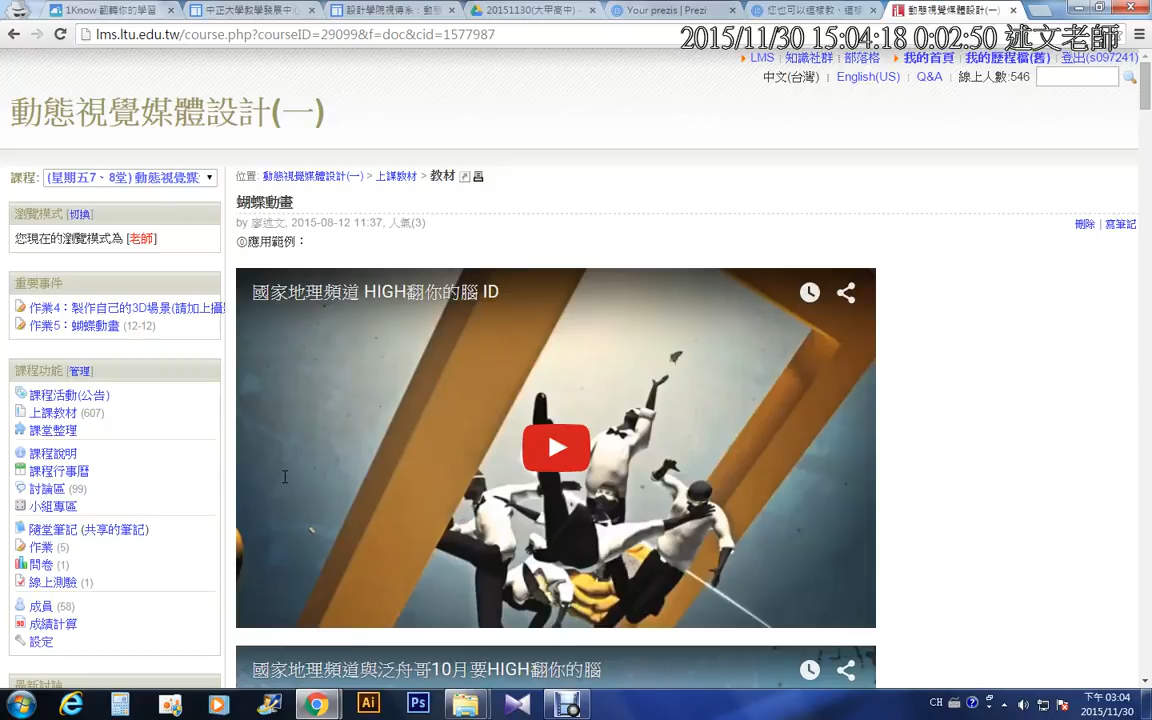 1Know 翻轉你的學習
中正大學教學發展中心
設計學院視傳系：動態
20151130(大甲高中) -
Your prezis | Prezi
您也可以這樣教、這樣
動態視覺媒體設計(一)
lms.ltu.edu.tw/course.php?courseID=29099&f=doc&cid=1577987
2015/11/30 15:04:18 0:02:50 述文老師
LMS | 知識社群 | 部落格 我的首頁 | 我的歷程檔(舊) | 登出(s097241)
中文(台灣) | English(US) | Q&A | 線上人數:546
動態視覺媒體設計(一)
課程: (星期五7、8堂) 動態視覺媒
位置: 動態視覺媒體設計(一) > 上課教材 > 教材
瀏覽模式 [切換]
蝴蝶動畫
by 廖述文, 2015-08-12 11:37, 人氣(3)
刪除 | 寫筆記
您現在的瀏覽模式為 [老師]
◎應用範例：
重要事件
作業4：製作自己的3D場景(請加上攝
作業5：蝴蝶動畫 (12-12)
國家地理頻道 HIGH翻你的腦 ID
課程功能 [管理]
課程活動(公告)
上課教材 (607)
課堂整理
課程說明
課程行事曆
討論區 (99)
小組專區
隨堂筆記 (共享的筆記)
作業 (5)
問卷 (1)
線上測驗 (1)
成員 (58)
成績計算
設定
最新討論
國家地理頻道與泛舟哥10月要HIGH翻你的腦
Ai
Ps
CH
下午 03:04
2015/11/30